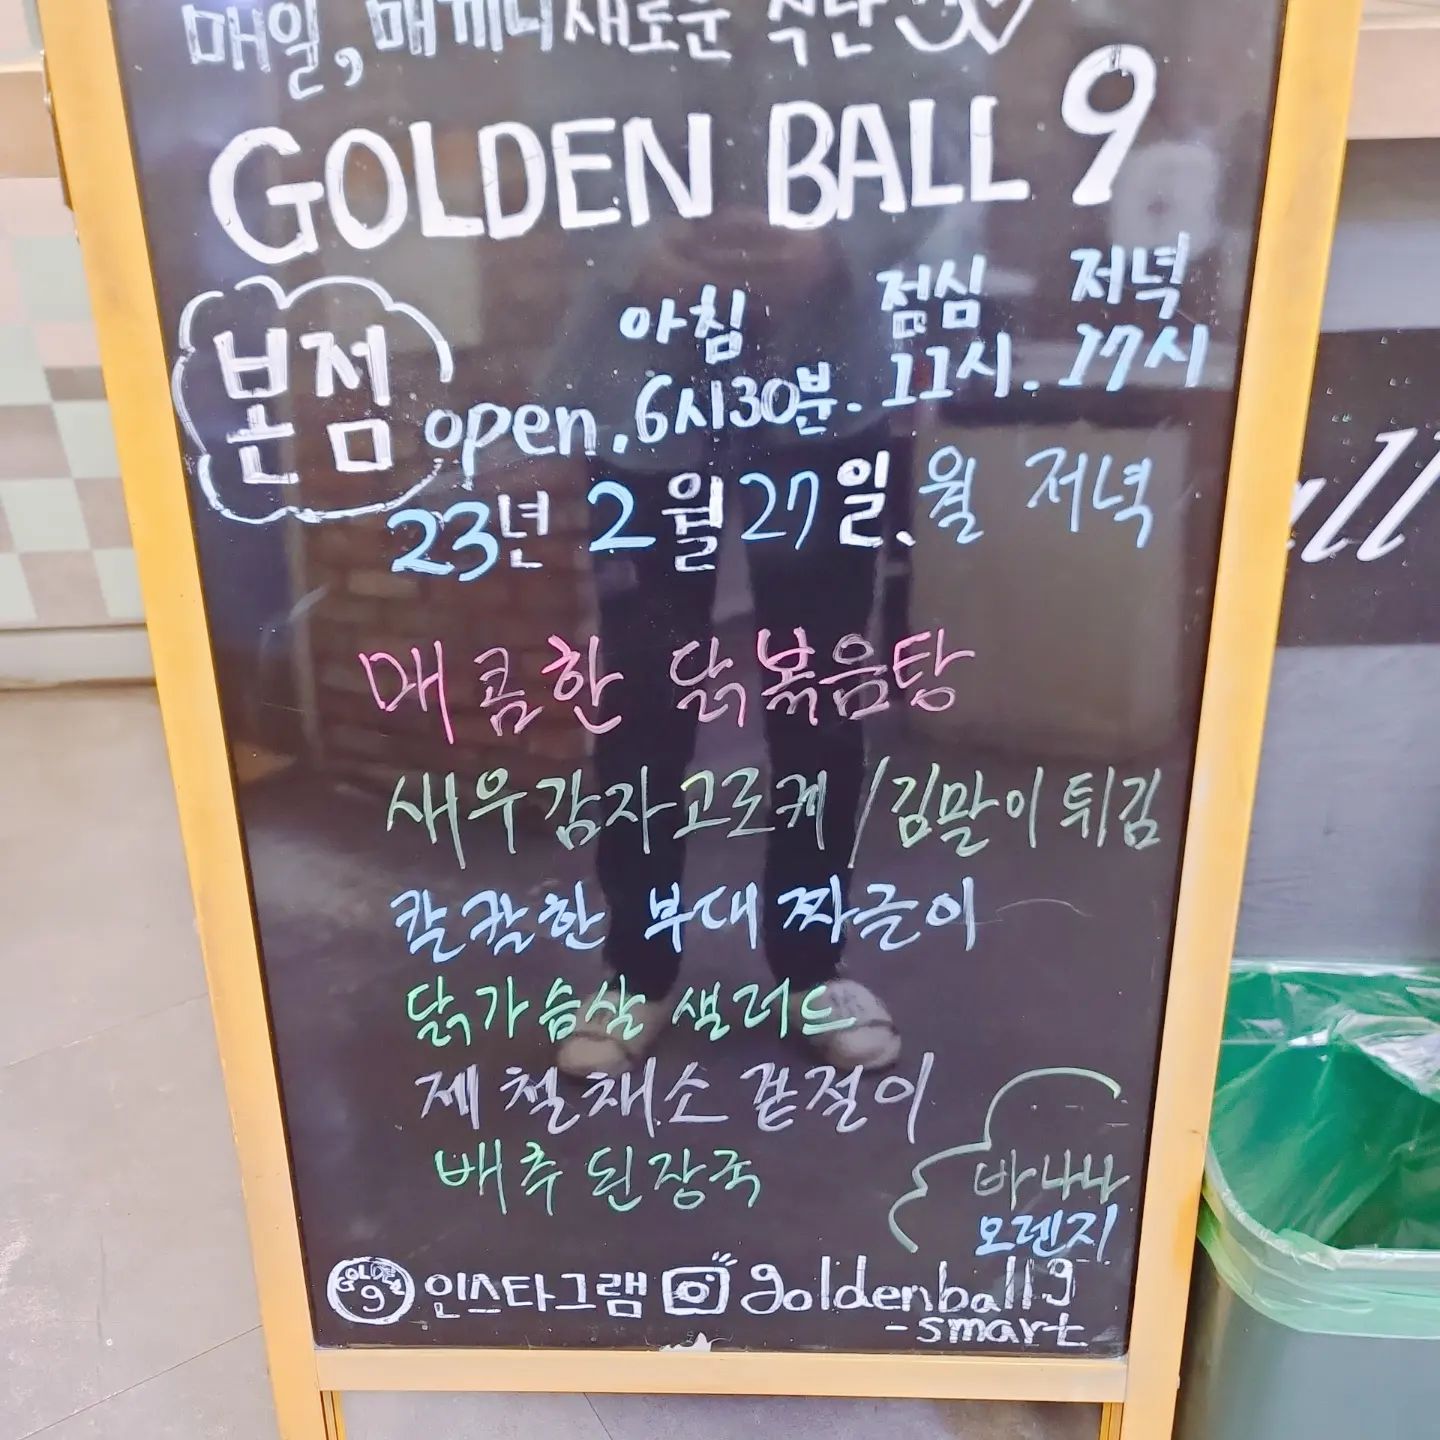 매일, 매끼니 새로운 식단
GOLDEN BALL 9
본점
아침 점심 저녁
open. 6시30분. 11시. 17시
23년 2월 27일. 월 저녁
매콤한 닭볶음탕
새우감자고로케 / 김말이 튀김
칼칼한 부대 짜글이
닭가슴살 샐러드
제철채소 겉절이
배추 된장국
바나나
오렌지
GOLDEN 9 인스타그램 goldenball9
-smart
all